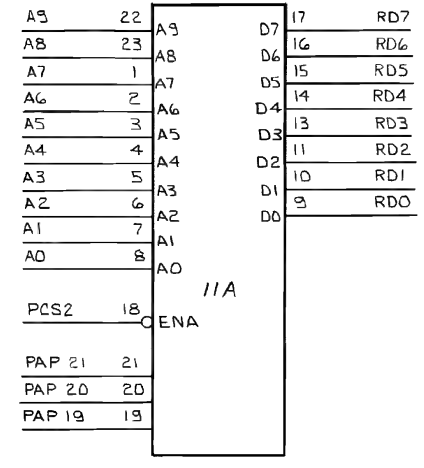 A9 22 A9 D7 17 RD7
A8 23 A8 D6 16 RD6
A7 1 A7 D5 15 RD5
A6 2 A6 D4 14 RD4
A5 3 A5 D3 13 RD3
A4 4 A4 D2 11 RD2
A3 5 A3 D1 10 RD1
A2 6 A2 D0 9 RD0
A1 7 A1
A0 8 A0
11A
PCS2 18 ENA
PAP 21 21
PAP 20 20
PAP 19 19